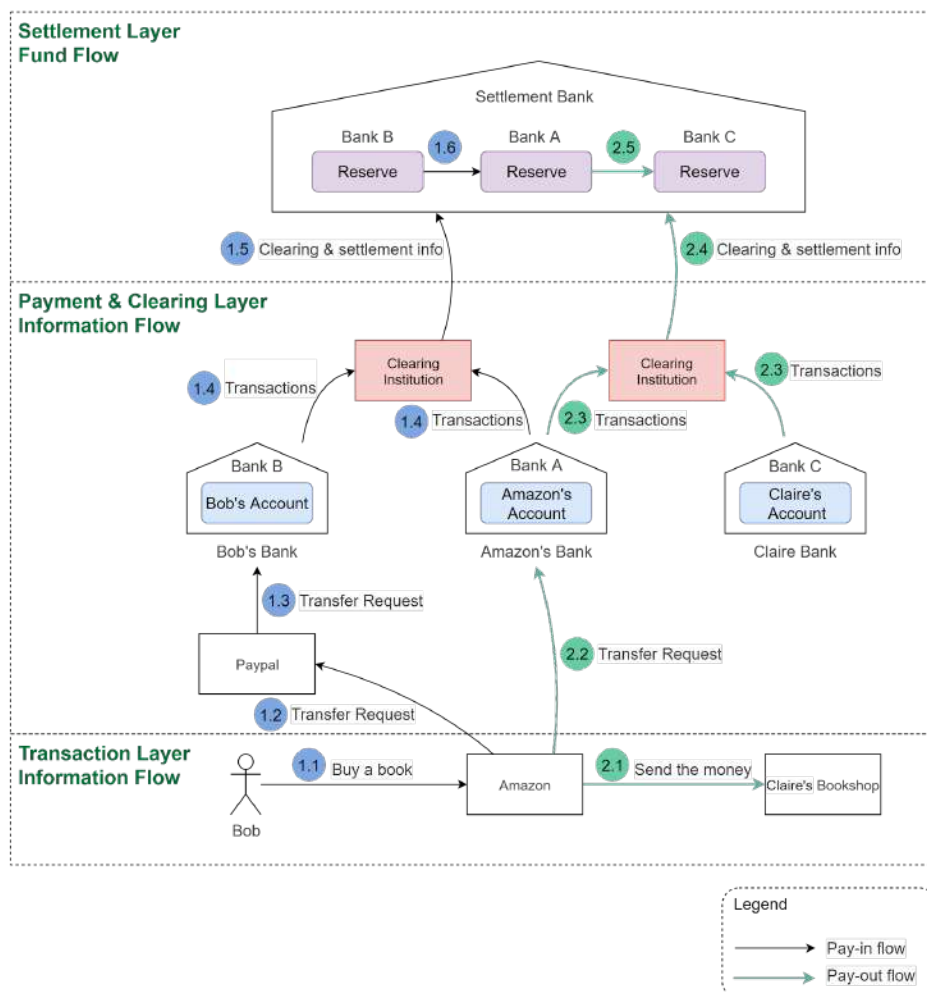 Settlement Layer
Fund Flow
Settlement Bank
Bank B
Bank A
Bank C
1.6
2.5
Reserve
Reserve
Reserve
1.5
Clearing & settlement info
2.4
Clearing & settlement info
Payment & Clearing Layer
Information Flow
Clearing
Institution
Clearing
Institution
1.4
Transactions
1.4
Transactions
2.3
Transactions
2.3
Transactions
Bank B
Bob's Account
Bob's Bank
Bank A
Amazon's
Account
Amazon's Bank
Bank C
Claire's
Account
Claire Bank
1.3
Transfer Request
Paypal
2.2
Transfer Request
1.2
Transfer Request
Transaction Layer
Information Flow
Bob
1.1
Buy a book
Amazon
2.1
Send the money
Claire's Bookshop
Legend
Pay-in flow
Pay-out flow